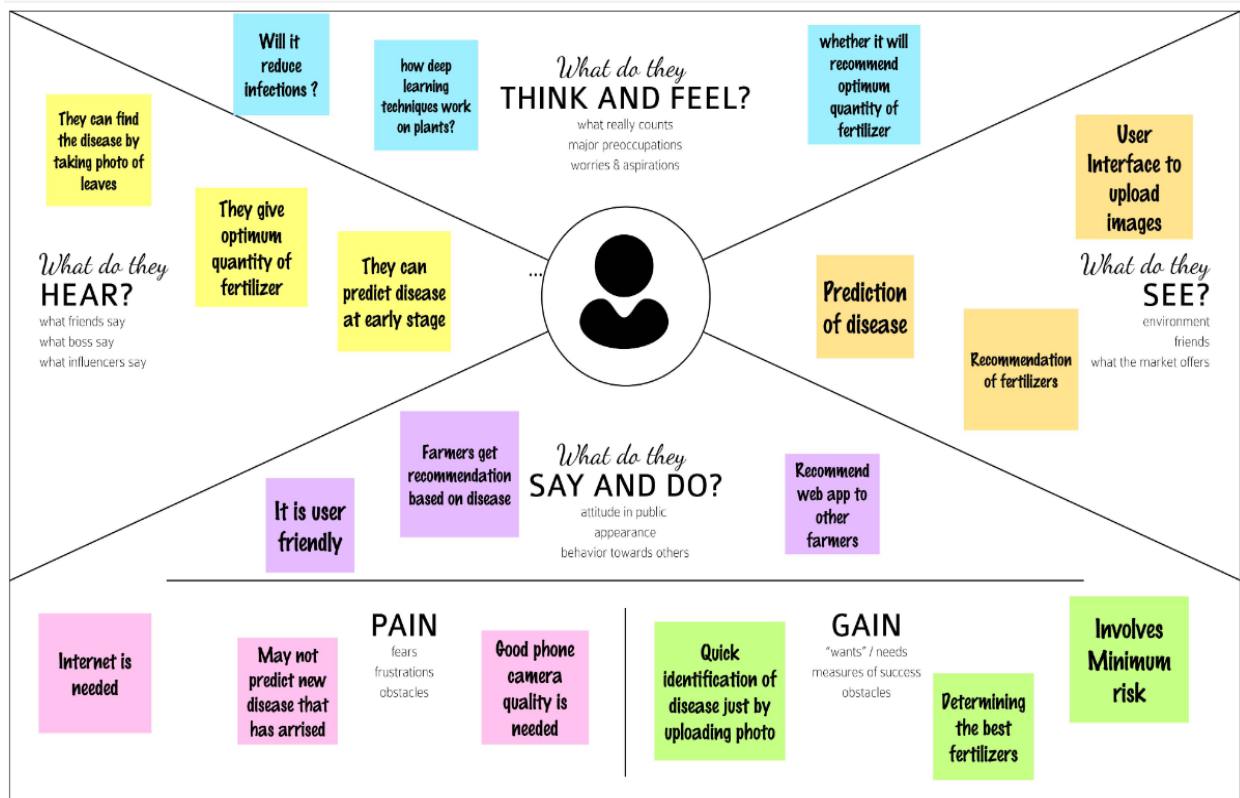 Will it
reduce
infections ?
how deep
learning
techniques work
on plants?
What do they
THINK AND FEEL?
what really counts
major preoccupations
worries & aspirations
whether it will
recommend
optimum
quantity of
fertilizer
They can find
the disease by
taking photo of
leaves
They give
optimum
quantity of
fertilizer
They can
predict disease
at early stage
What do they
HEAR?
what friends say
what boss say
what influencers say
...
User
Interface to
upload
images
Prediction
of disease
Recommendation
of fertilizers
What do they
SEE?
environment
friends
what the market offers
It is user
friendly
Farmers get
recommendation
based on disease
What do they
SAY AND DO?
attitude in public
appearance
behavior towards others
Recommend
web app to
other
farmers
Internet is
needed
May not
predict new
disease that
has arrised
PAIN
fears
frustrations
obstacles
Good phone
camera
quality is
needed
Quick
identification of
disease just by
uploading photo
GAIN
"wants" / needs
measures of success
obstacles
Determining
the best
fertilizers
Involves
Minimum
risk